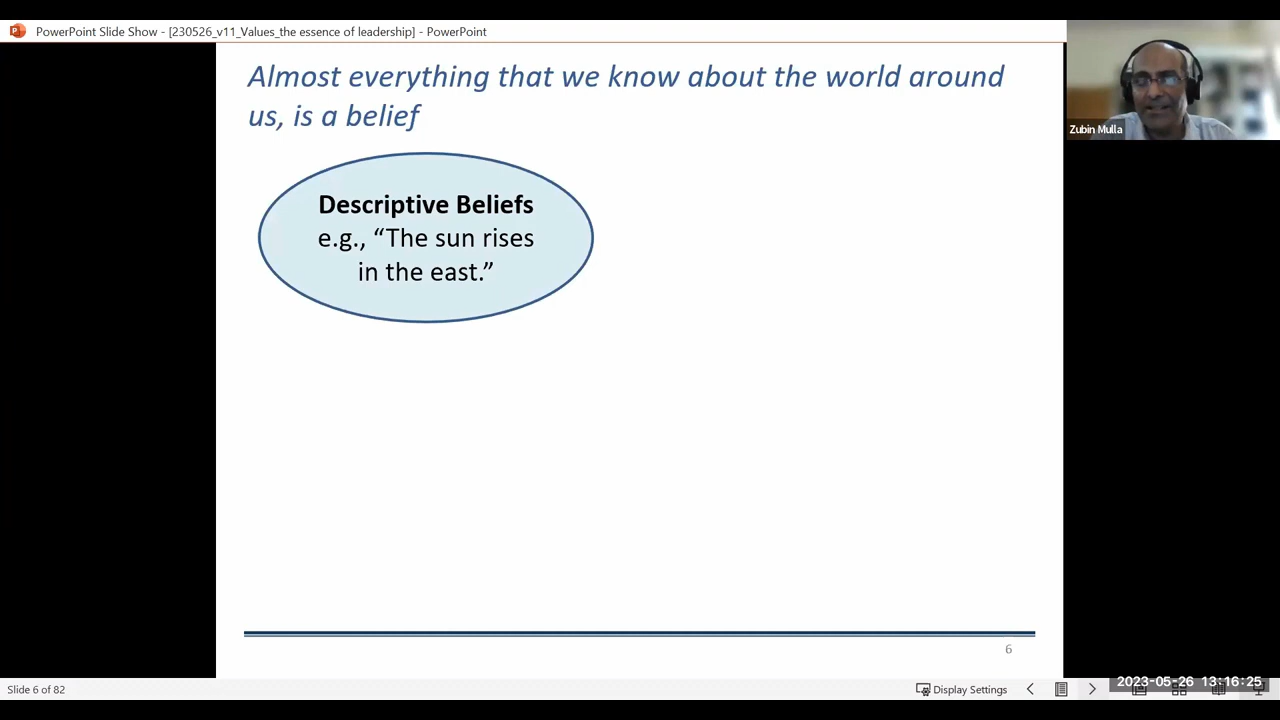 PowerPoint Slide Show - [230526_v11_Values_the essence of leadership] - PowerPoint
Almost everything that we know about the world around
us, is a belief
Zubin Mulla
Descriptive Beliefs
e.g., “The sun rises
in the east.”
6
Slide 6 of 82
Display Settings
2023-05-26 13:16:25